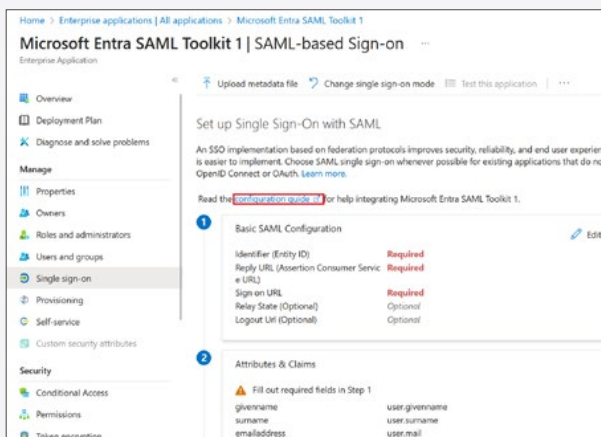 Home > Enterprise applications | All applications > Microsoft Entra SAML Toolkit 1
Microsoft Entra SAML Toolkit 1 | SAML-based Sign-on ...
Enterprise Application
Upload metadata file Change single sign-on mode Test this application ...
Overview
Deployment Plan
Diagnose and solve problems
Manage
Properties
Owners
Roles and administrators
Users and groups
Single sign-on
Provisioning
Self-service
Custom security attributes
Security
Conditional Access
Permissions
Token encryption
Set up Single Sign-On with SAML
An SSO implementation based on federation protocols improves security, reliability, and end user experien
is easier to implement. Choose SAML single sign-on whenever possible for existing applications that do no
OpenID Connect or OAuth. Learn more.
Read the configuration guide for help integrating Microsoft Entra SAML Toolkit 1.
1
Basic SAML Configuration
Edit
Identifier (Entity ID) Required
Reply URL (Assertion Consumer Servic Required
e URL)
Sign on URL Required
Relay State (Optional) Optional
Logout Url (Optional) Optional
2
Attributes & Claims
Fill out required fields in Step 1
givenname user.givenname
surname user.surname
emailaddress user.mail